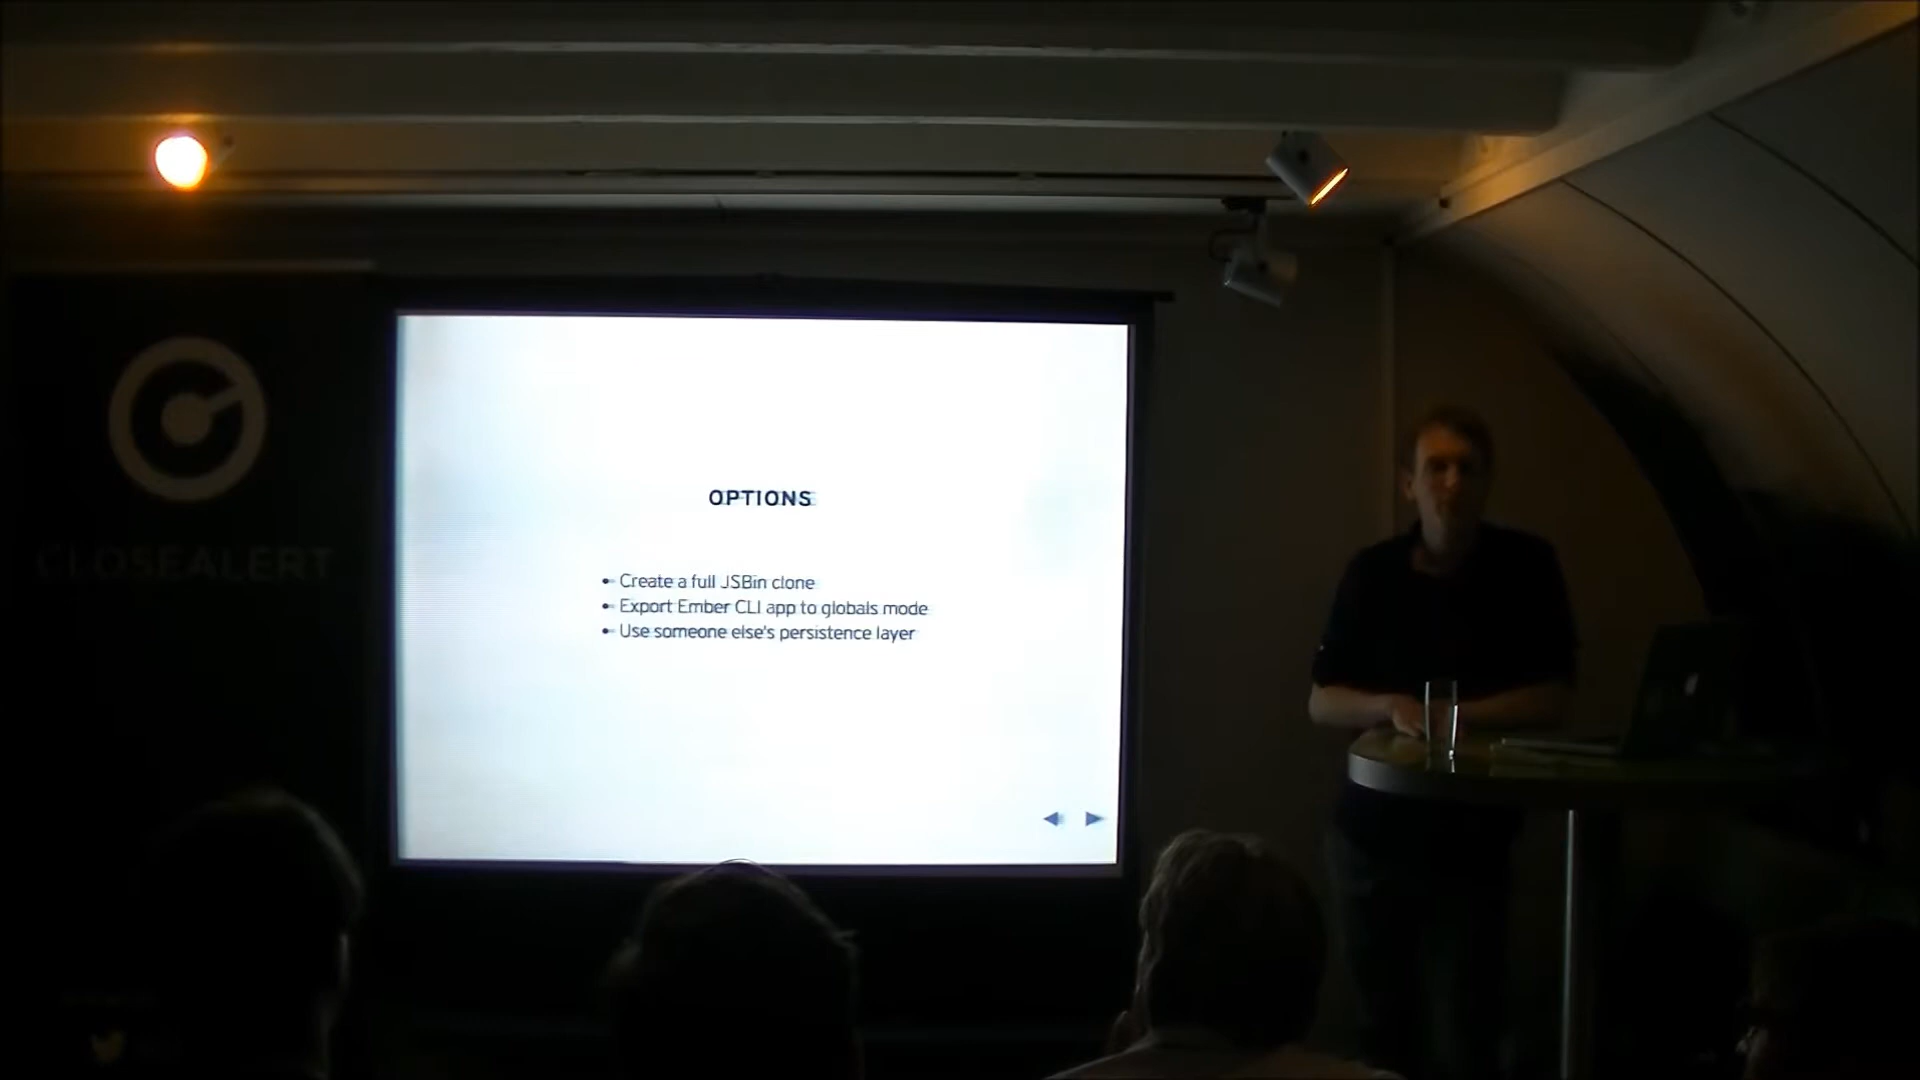 CLOSEALERT
OPTIONS
• Create a full JSBin clone
• Export Ember CLI app to globals mode
• Use someone else's persistence layer